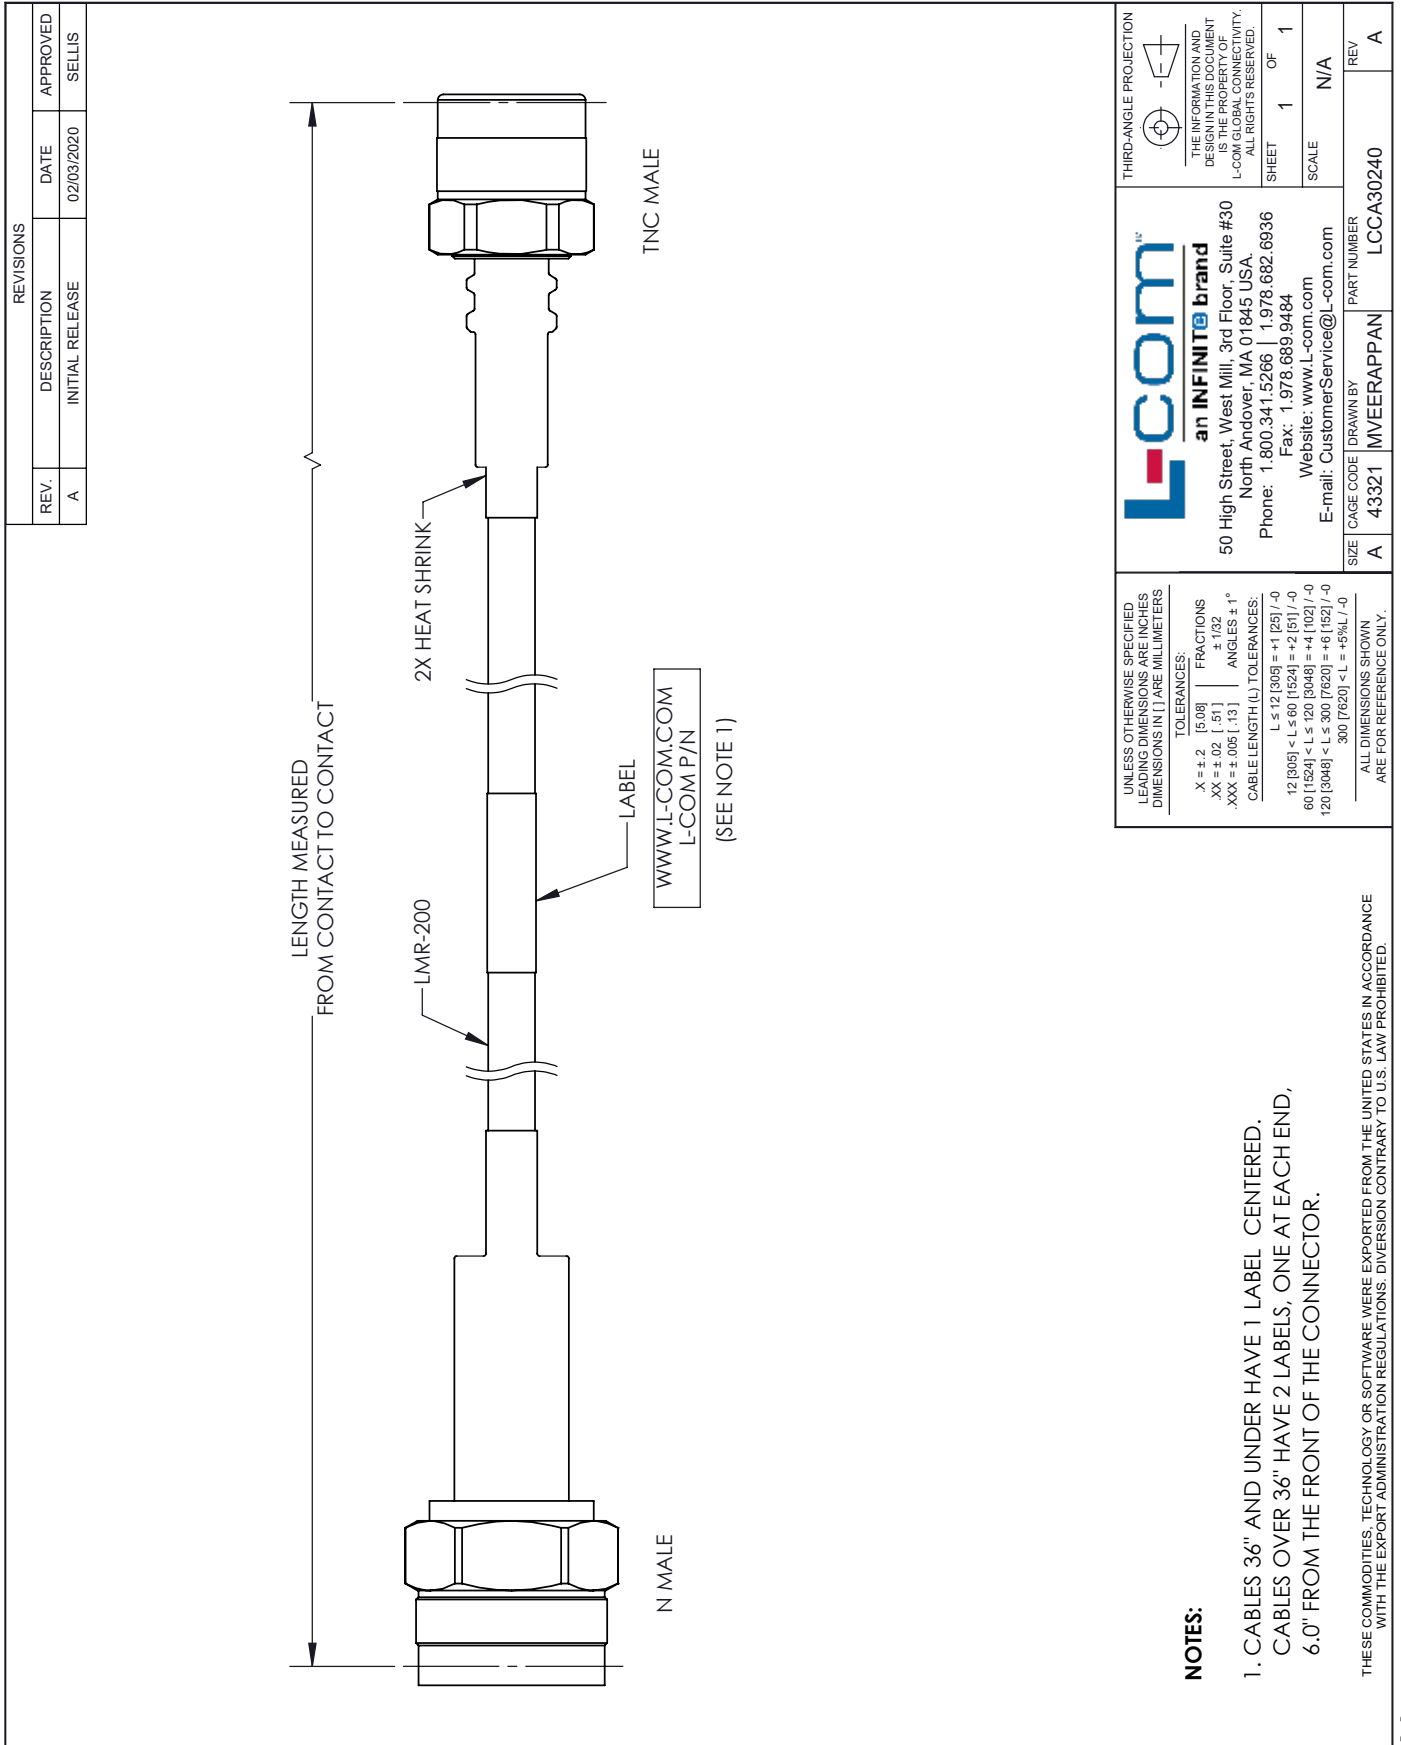 REVISIONS
REV.
DESCRIPTION
DATE
APPROVED
A
INITIAL RELEASE
02/03/2020
SELLIS
LENGTH MEASURED
FROM CONTACT TO CONTACT
LMR-200
2X HEAT SHRINK
LABEL
WWW.L-COM.COM
L-COM P/N
(SEE NOTE 1)
N MALE
TNC MALE
NOTES:
1. CABLES 36" AND UNDER HAVE 1 LABEL CENTERED.
CABLES OVER 36" HAVE 2 LABELS, ONE AT EACH END,
6.0" FROM THE FRONT OF THE CONNECTOR.
THESE COMMODITIES, TECHNOLOGY OR SOFTWARE WERE EXPORTED FROM THE UNITED STATES IN ACCORDANCE
WITH THE EXPORT ADMINISTRATION REGULATIONS. DIVERSION CONTRARY TO U.S. LAW PROHIBITED.
UNLESS OTHERWISE SPECIFIED
LEADING DIMENSIONS ARE INCHES
DIMENSIONS IN [ ] ARE MILLIMETERS
TOLERANCES:
.X = ± .2 [5.08] FRACTIONS
.XX = ± .02 [ .51 ] ± 1/32
.XXX = ± .005 [ .13 ] ANGLES ± 1°
CABLE LENGTH (L) TOLERANCES:
L ≤ 12 [305] = +1 [25] / -0
12 [305] < L ≤ 60 [1524] = +2 [51] / -0
60 [1524] < L ≤ 120 [3048] = +4 [102] / -0
120 [3048] < L ≤ 300 [7620] = +6 [152] / -0
300 [7620] < L = +5%L / -0
ALL DIMENSIONS SHOWN
ARE FOR REFERENCE ONLY.
L-com
an INFINITe brand
50 High Street, West Mill, 3rd Floor, Suite #30
North Andover, MA 01845 USA.
Phone: 1.800.341.5266 | 1.978.682.6936
Fax: 1.978.689.9484
Website: www.L-com.com
E-mail: CustomerService@L-com.com
THIRD-ANGLE PROJECTION
THE INFORMATION AND
DESIGN IN THIS DOCUMENT
IS THE PROPERTY OF
L-COM GLOBAL CONNECTIVITY.
ALL RIGHTS RESERVED.
SHEET
1 OF 1
SCALE
N/A
SIZE
A
CAGE CODE
43321
DRAWN BY
MVEERAPPAN
PART NUMBER
LCCA30240
REV
A